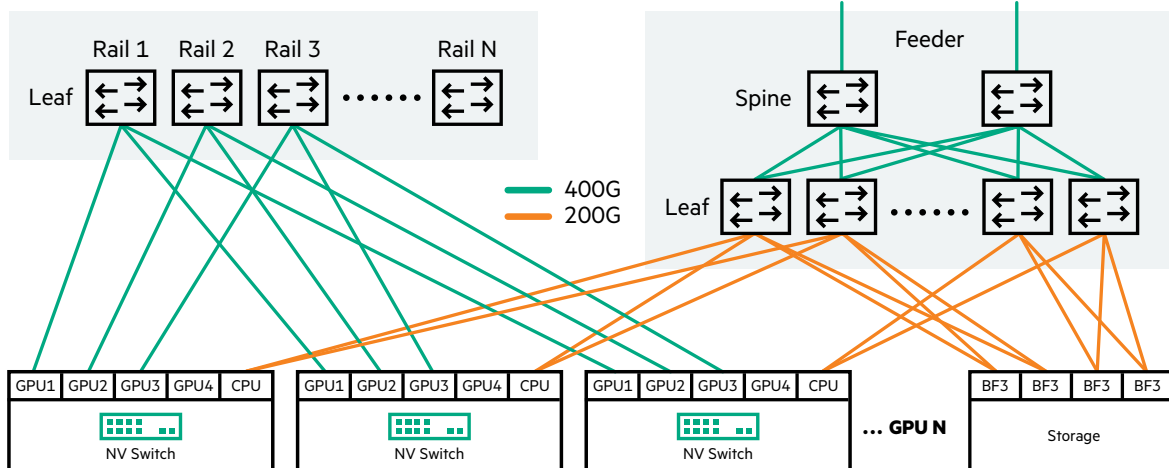 Rail 1 Rail 2 Rail 3 Rail N
Leaf
Feeder
Spine
Leaf
400G
200G
GPU1 GPU2 GPU3 GPU4 CPU
NV Switch
GPU1 GPU2 GPU3 GPU4 CPU
NV Switch
GPU1 GPU2 GPU3 GPU4 CPU
NV Switch
... GPU N
BF3 BF3 BF3 BF3
Storage